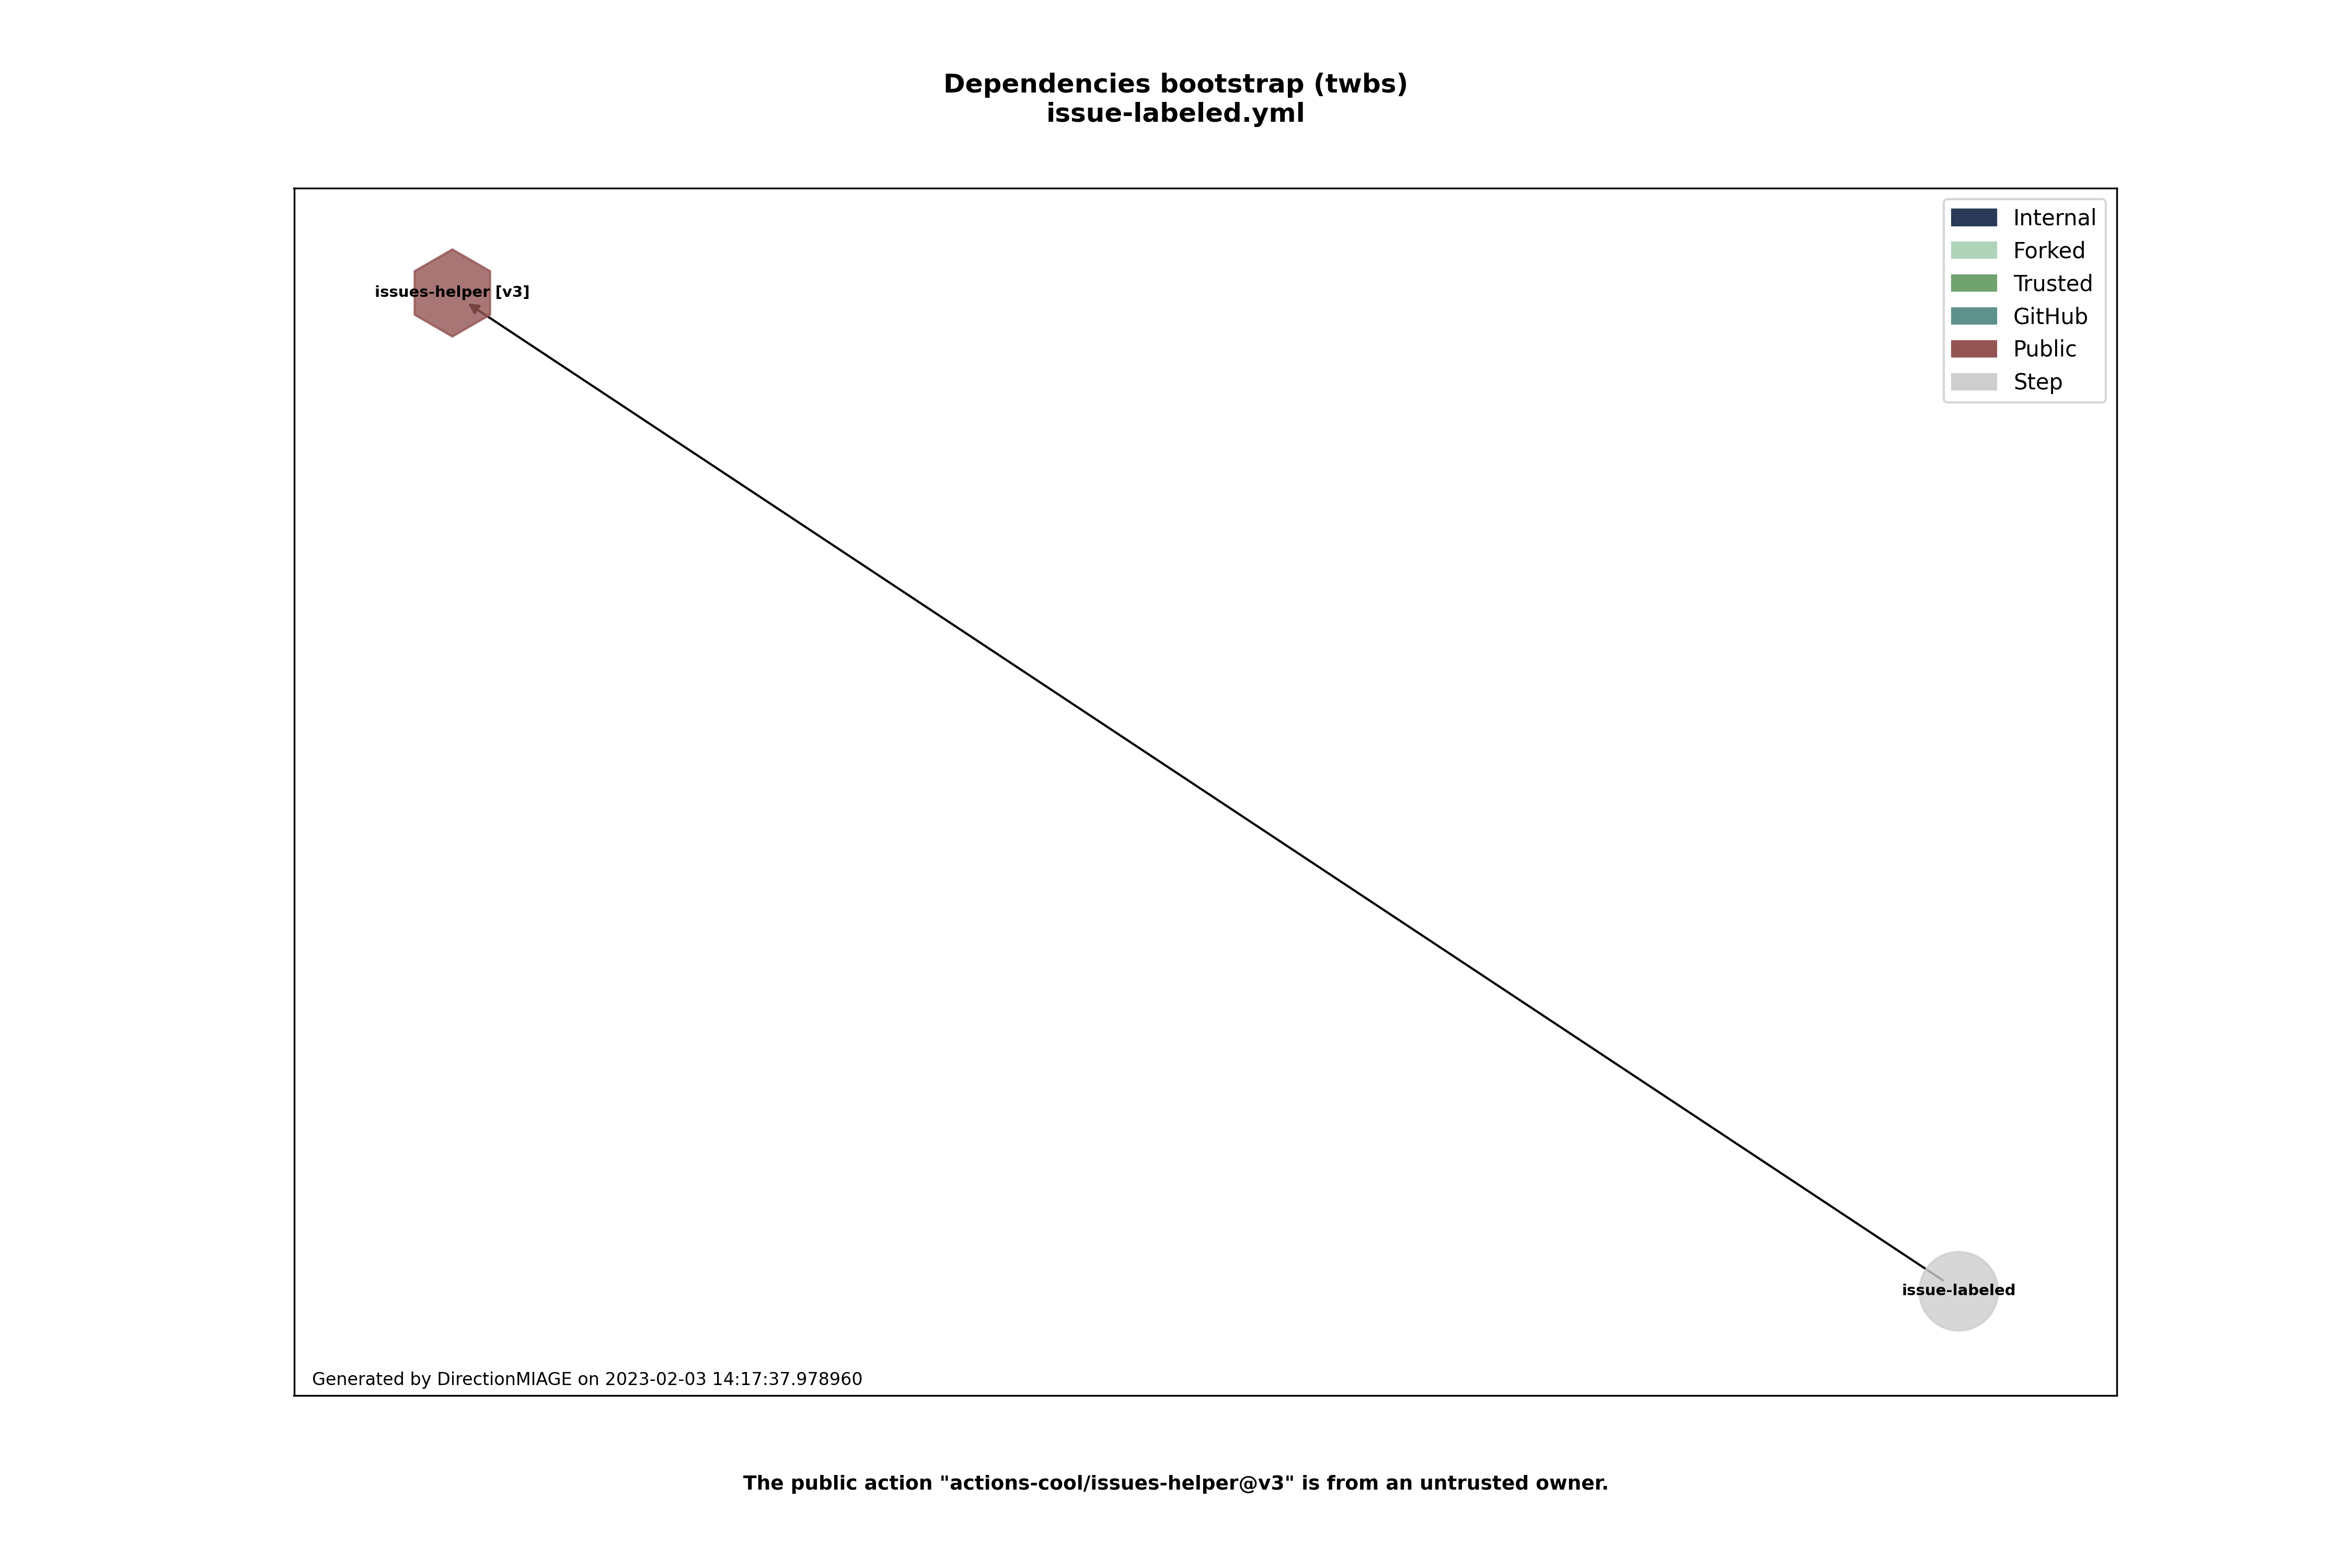 Dependencies bootstrap (twbs)
issue-labeled.yml
Internal
Forked
Trusted
GitHub
Public
Step
issues-helper [v3]
issue-labeled
Generated by DirectionMIAGE on 2023-02-03 14:17:37.978960
The public action "actions-cool/issues-helper@v3" is from an untrusted owner.